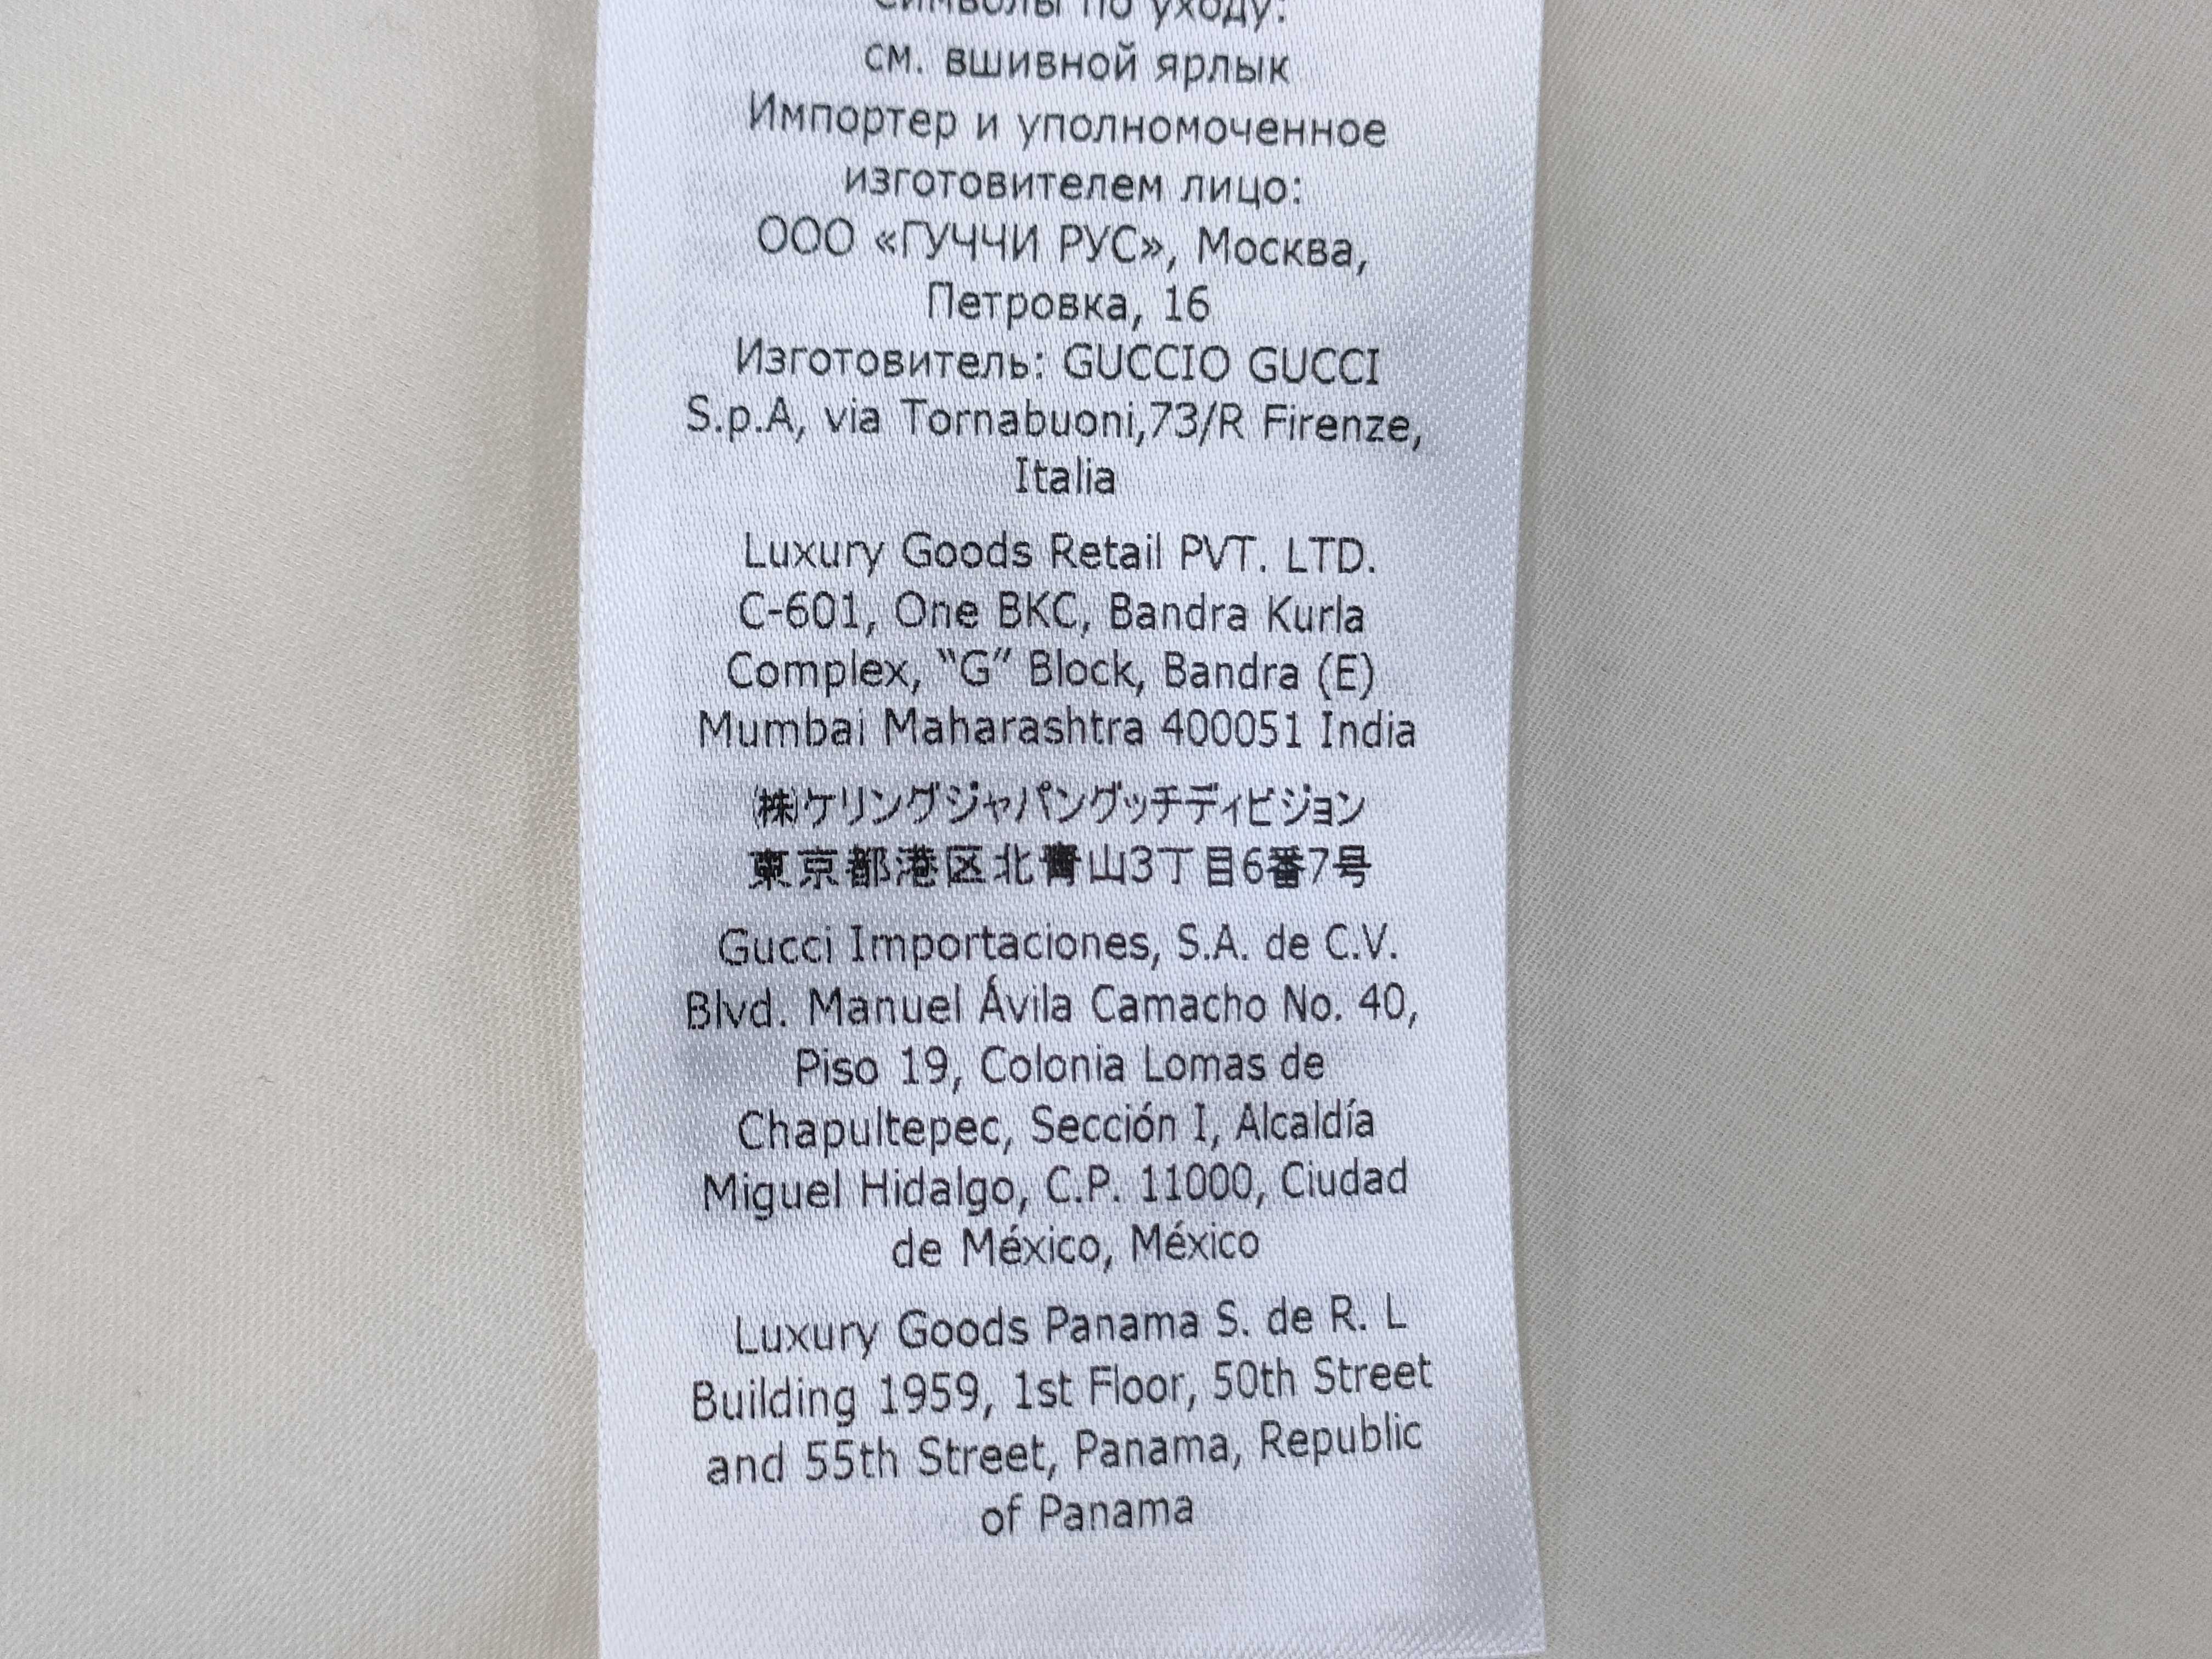 символы по уходу:
см. вшивной ярлык
Импортер и уполномоченное
изготовителем лицо:
ООО «ГУЧЧИ РУС», Москва,
Петровка, 16
Изготовитель: GUCCIO GUCCI
S.p.A, via Tornabuoni,73/R Firenze,
Italia
Luxury Goods Retail PVT. LTD.
C-601, One BKC, Bandra Kurla
Complex, “G” Block, Bandra (E)
Mumbai Maharashtra 400051 India
㈱ケリングジャパングッチディビジョン
東京都港区北青山3丁目6番7号
Gucci Importaciones, S.A. de C.V.
Blvd. Manuel Ávila Camacho No. 40,
Piso 19, Colonia Lomas de
Chapultepec, Sección I, Alcaldía
Miguel Hidalgo, C.P. 11000, Ciudad
de México, México
Luxury Goods Panama S. de R. L
Building 1959, 1st Floor, 50th Street
and 55th Street, Panama, Republic
of Panama